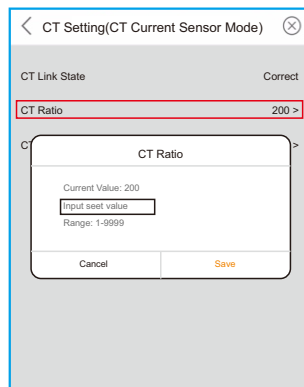 CT Setting(CT Current Sensor Mode)
CT Link State Correct
CT Ratio 200 >
CT Ratio
Current Value: 200
Input seet value
Range: 1-9999
Cancel Save